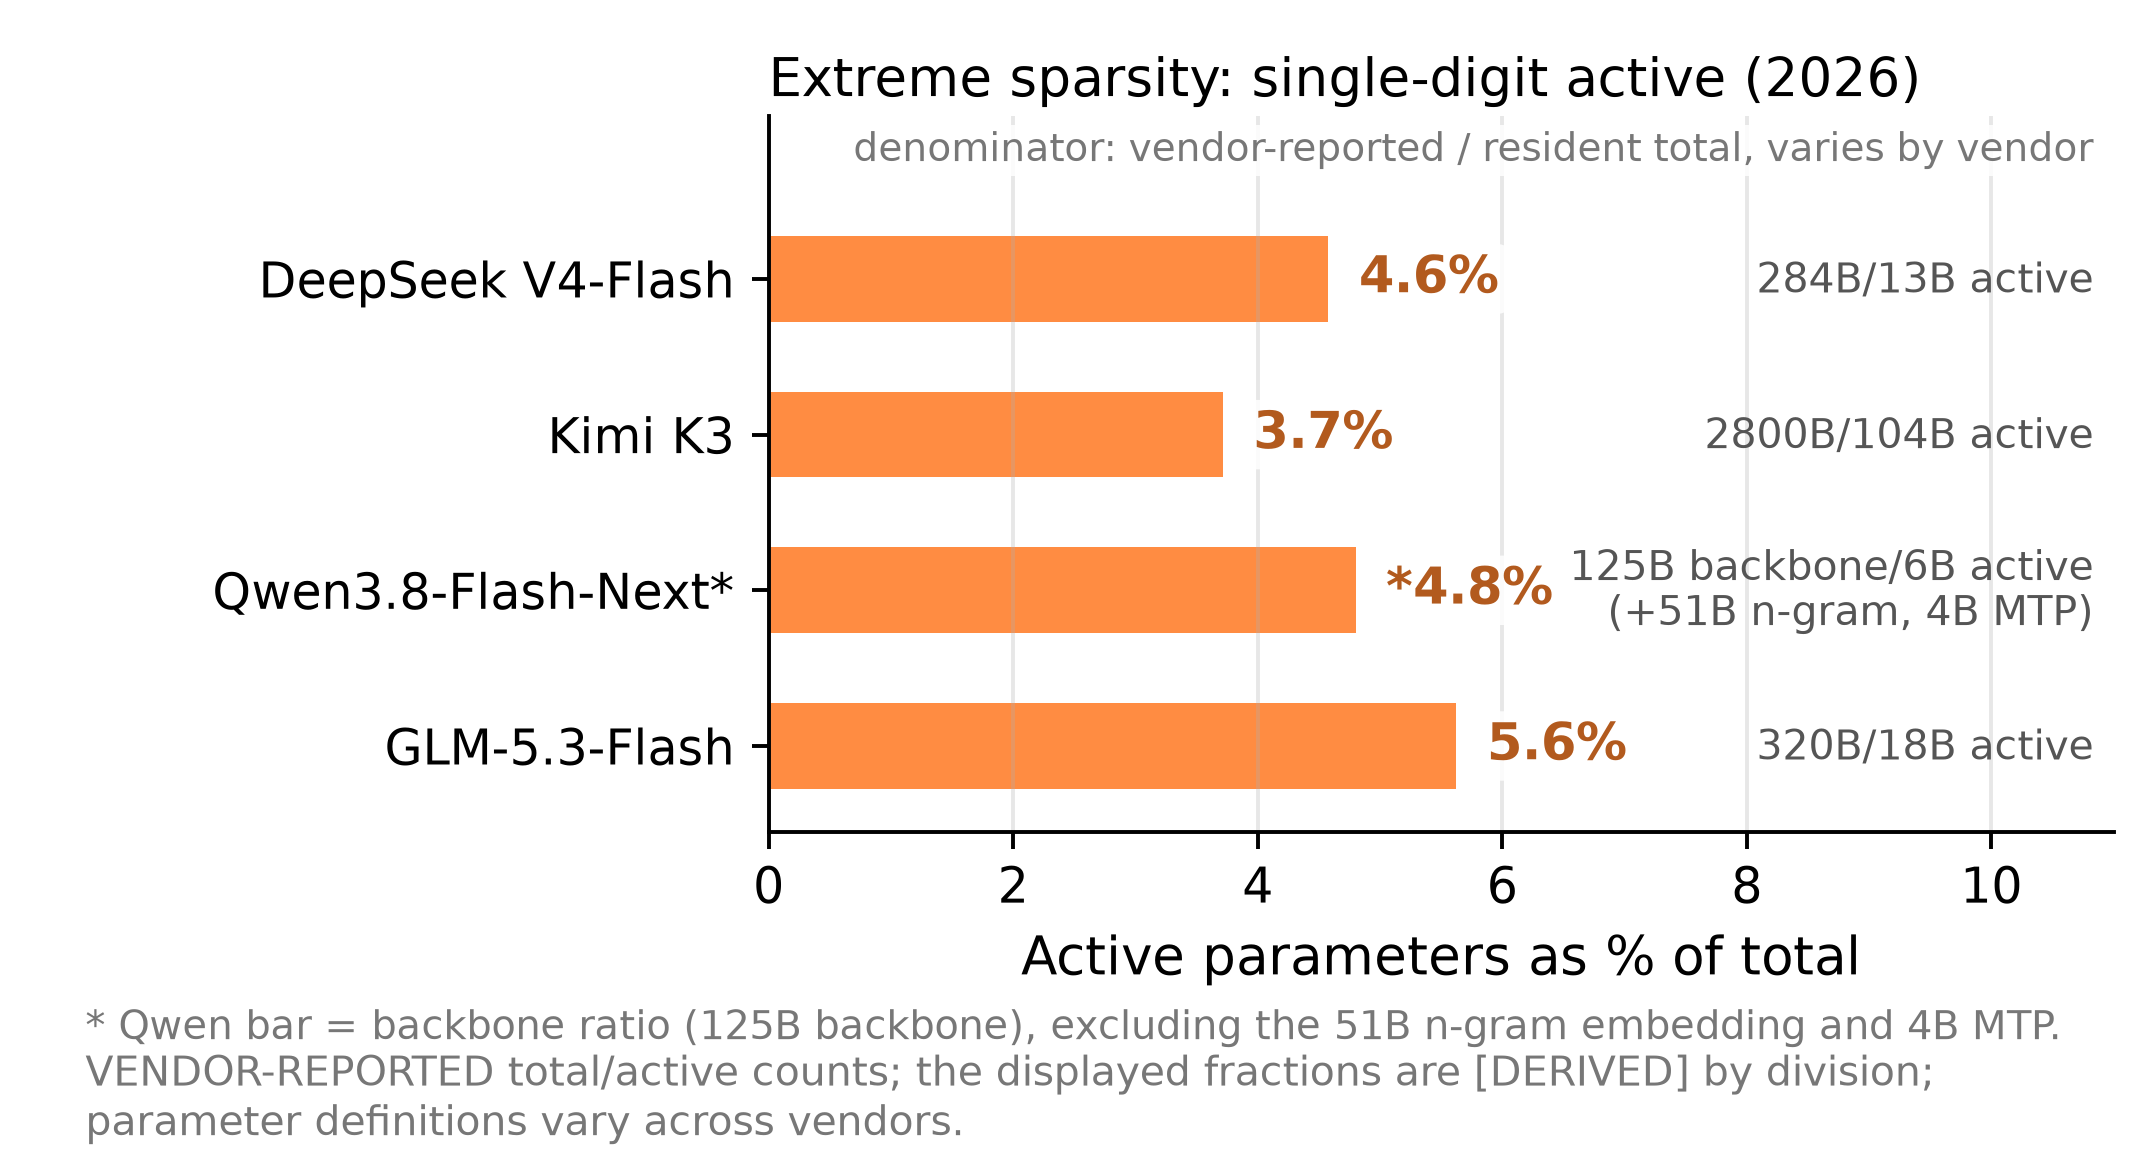 Extreme sparsity: single-digit active (2026)
denominator: vendor-reported / resident total, varies by vendor
DeepSeek V4-Flash
4.6%
284B/13B active
Kimi K3
3.7%
2800B/104B active
Qwen3.8-Flash-Next*
*4.8%
125B backbone/6B active
(+51B n-gram, 4B MTP)
GLM-5.3-Flash
5.6%
320B/18B active
0 2 4 6 8 10
Active parameters as % of total
* Qwen bar = backbone ratio (125B backbone), excluding the 51B n-gram embedding and 4B MTP.
VENDOR-REPORTED total/active counts; the displayed fractions are [DERIVED] by division;
parameter definitions vary across vendors.